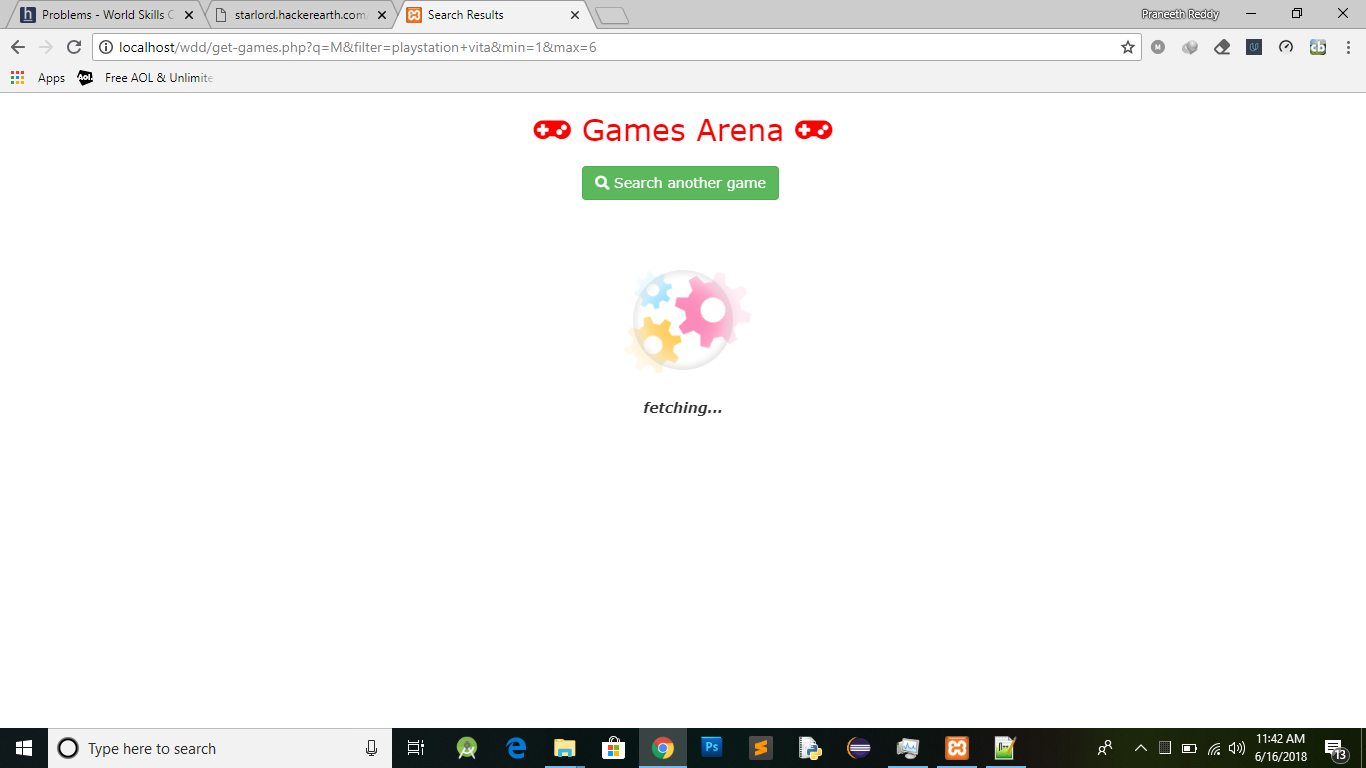 Problems - World Skills C
starlord.hackerearth.com/
Search Results
Praneeth Reddy
localhost/wdd/get-games.php?q=M&filter=playstation+vita&min=1&max=6
Apps
Aol.
Free AOL & Unlimite
Games Arena
Search another game
fetching...
Type here to search
Ps
11:42 AM
6/16/2018
13